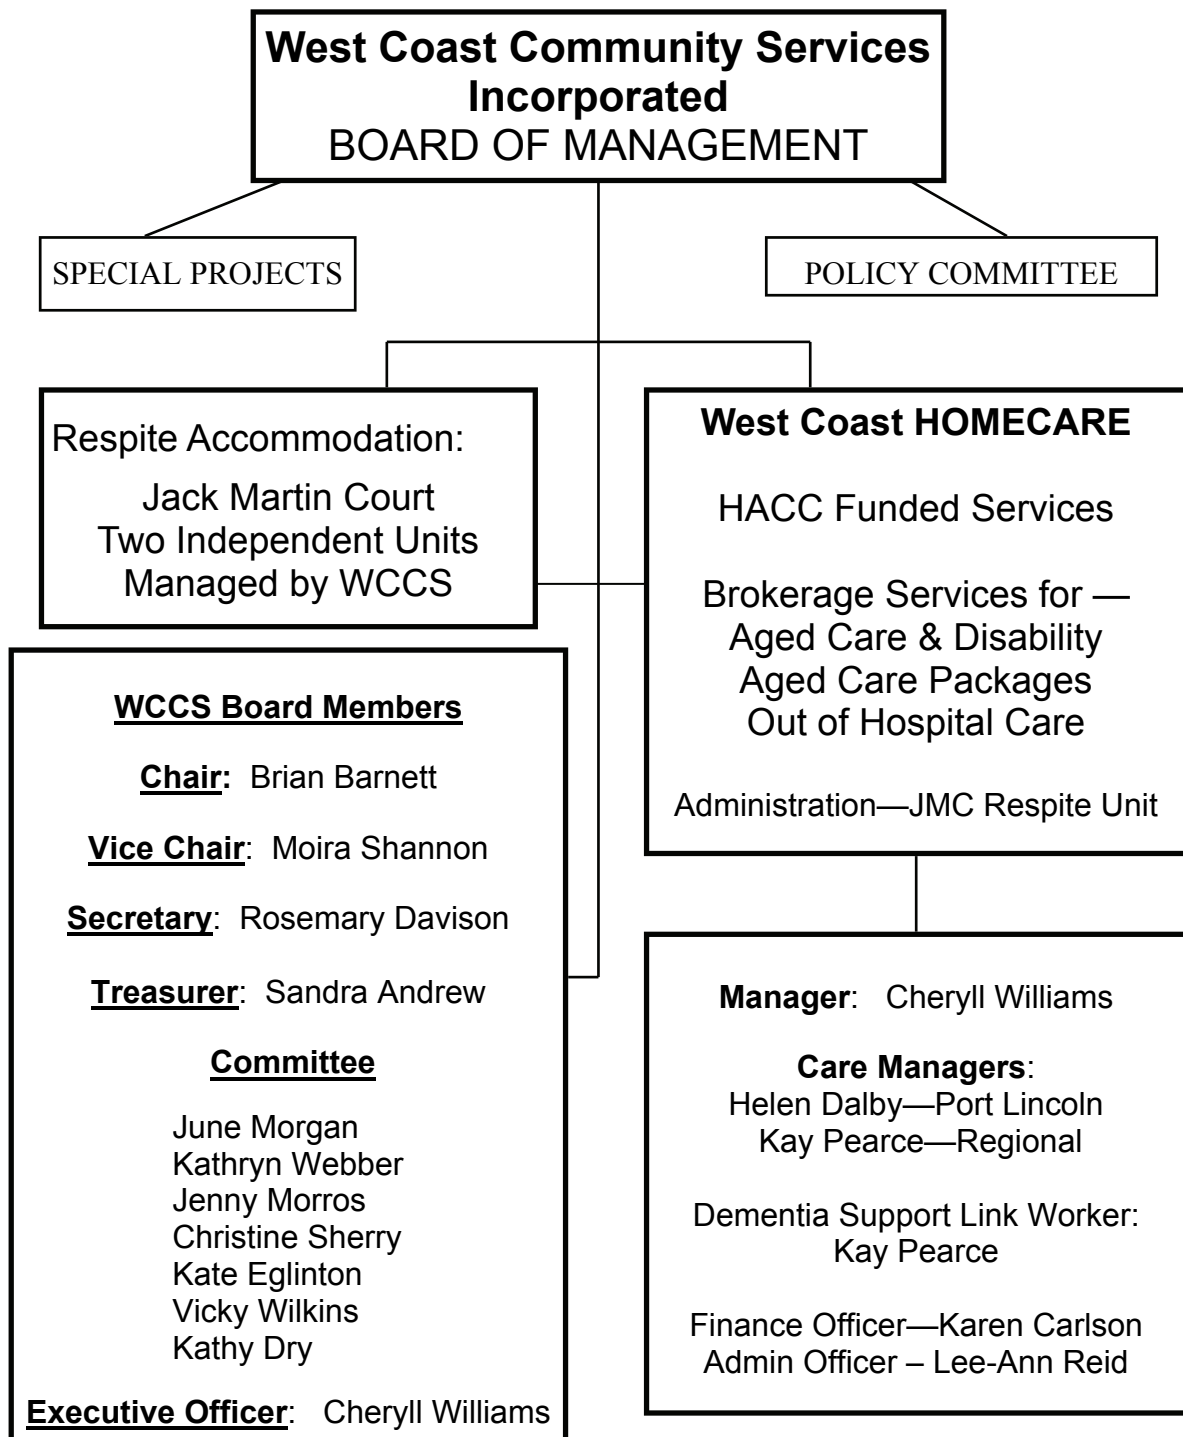 West Coast Community Services
Incorporated
BOARD OF MANAGEMENT
SPECIAL PROJECTS
POLICY COMMITTEE
Respite Accommodation:
Jack Martin Court
Two Independent Units
Managed by WCCS
West Coast HOMECARE
HACC Funded Services
Brokerage Services for —
Aged Care & Disability
Aged Care Packages
Out of Hospital Care
Administration—JMC Respite Unit
WCCS Board Members
Chair: Brian Barnett
Vice Chair: Moira Shannon
Secretary: Rosemary Davison
Treasurer: Sandra Andrew
Committee
June Morgan
Kathryn Webber
Jenny Morros
Christine Sherry
Kate Eglinton
Vicky Wilkins
Kathy Dry
Executive Officer: Cheryll Williams
Manager: Cheryll Williams
Care Managers:
Helen Dalby—Port Lincoln
Kay Pearce—Regional
Dementia Support Link Worker:
Kay Pearce
Finance Officer—Karen Carlson
Admin Officer – Lee-Ann Reid